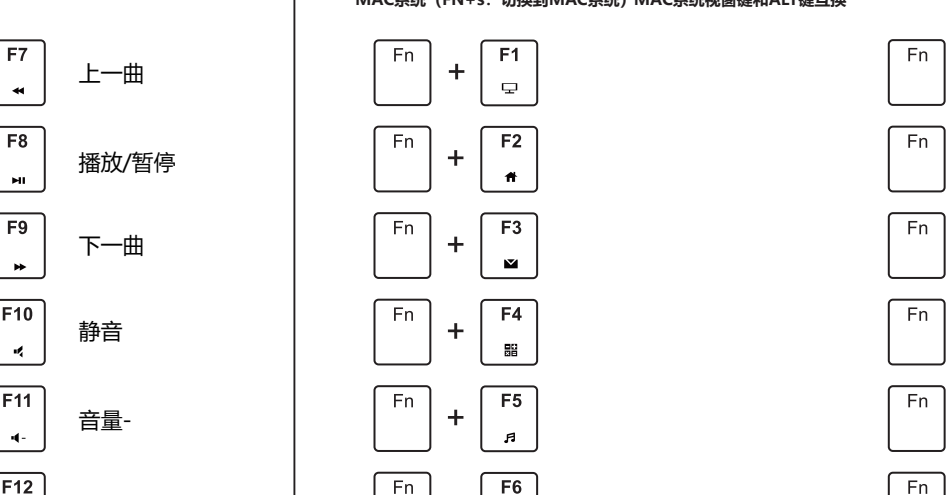 MAC系统（FN+S：切换到MAC系统）MAC系统视窗键和ALT键互换
F7 上一曲 Fn + F1 Fn
F8 播放/暂停 Fn + F2 Fn
F9 下一曲 Fn + F3 Fn
F10 静音 Fn + F4 Fn
F11 音量- Fn + F5 Fn
F12 Fn F6 Fn